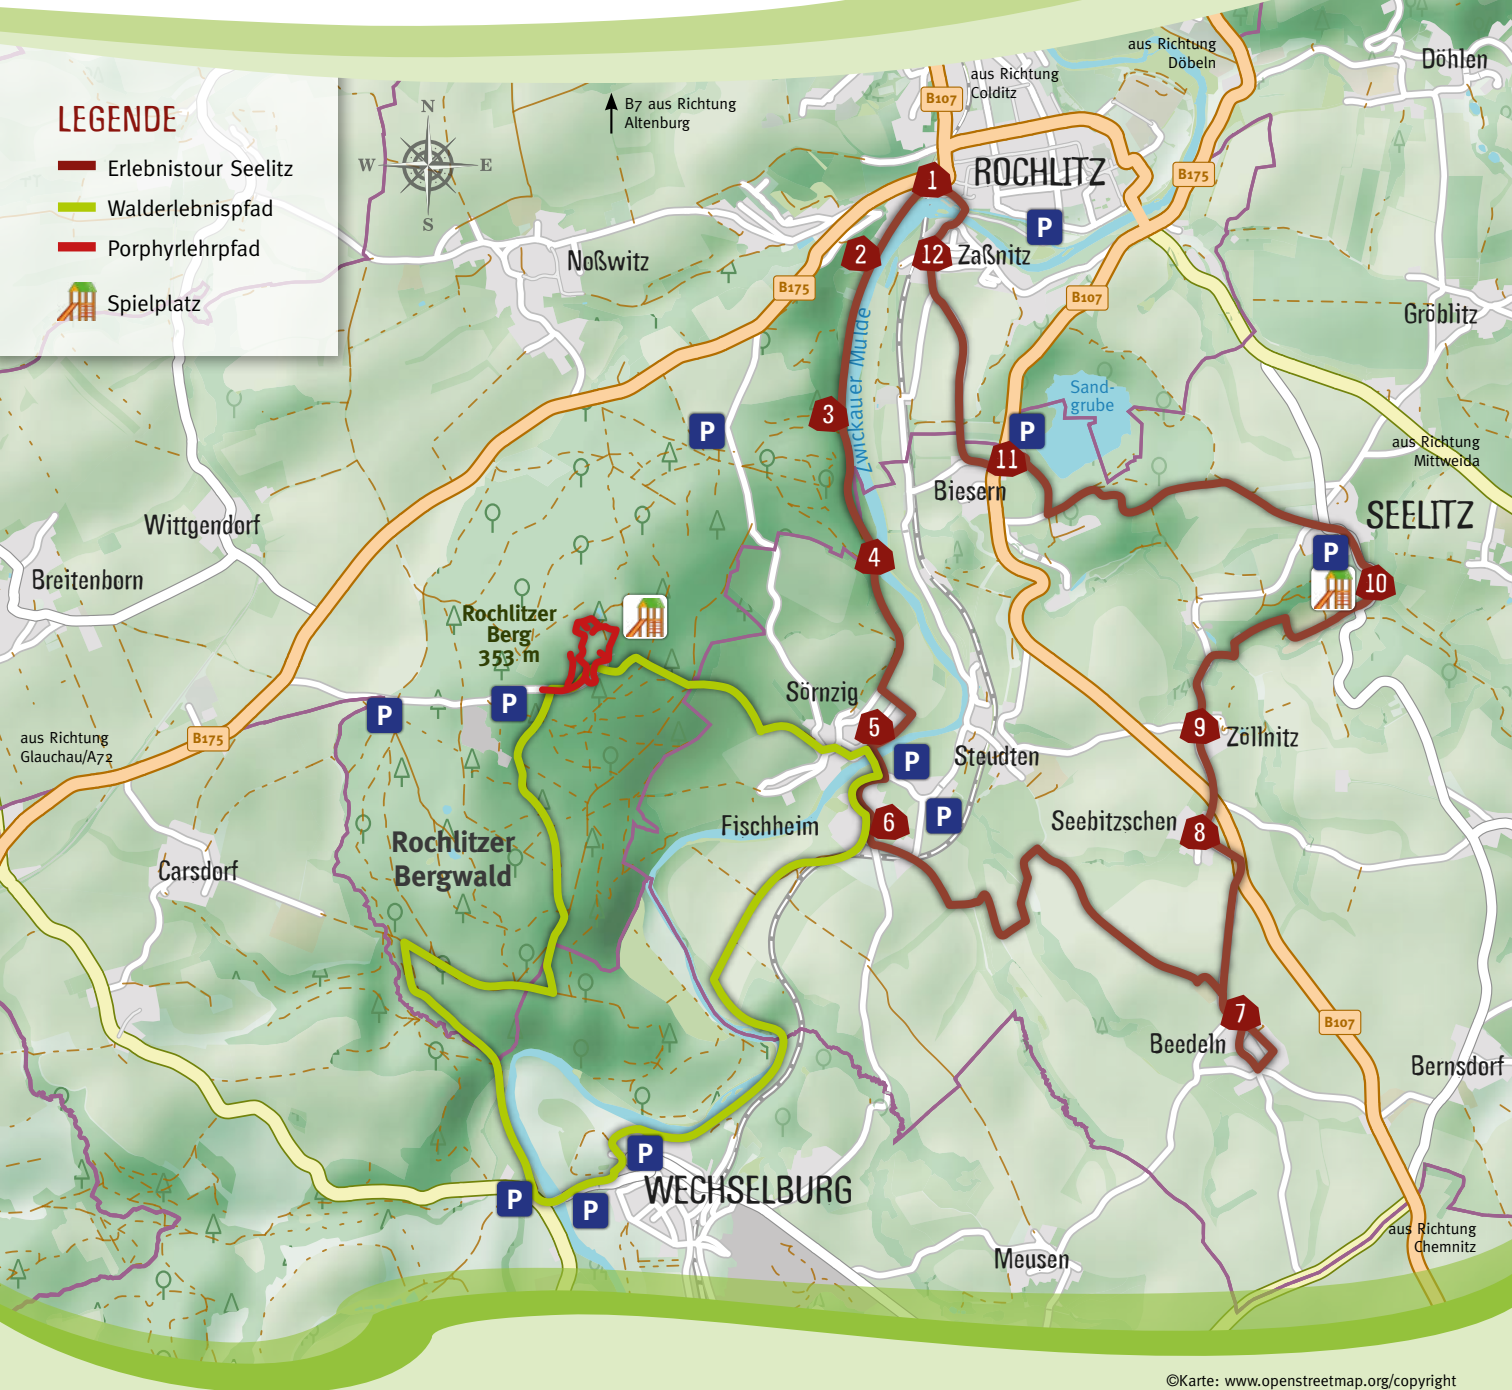 LEGENDE
Erlebnistour Seelitz
Walderlebnispfad
Porphyrlehrpfad
Spielplatz
N
W
E
S
B7 aus Richtung
Altenburg
aus Richtung
Colditz
aus Richtung
Döbeln
Döhlen
B107
ROCHLITZ
B175
1
P
2
12
Zaßnitz
Noßwitz
B175
B107
Gröblitz
Zwickauer Mulde
Sand-
grube
3
P
P
aus Richtung
Mittweida
11
Biesern
SEELITZ
Wittgendorf
4
P
10
Breitenborn
Rochlitzer
Berg
353 m
Sörnzig
P
P
5
9
Zöllnitz
aus Richtung
Glauchau/A72
B175
P
Steudten
Fischheim
6
P
Seebitzschen
8
Rochlitzer
Bergwald
Carsdorf
7
B107
Beedeln
Bernsdorf
P
WECHSELBURG
P
P
Meusen
aus Richtung
Chemnitz
©Karte: www.openstreetmap.org/copyright